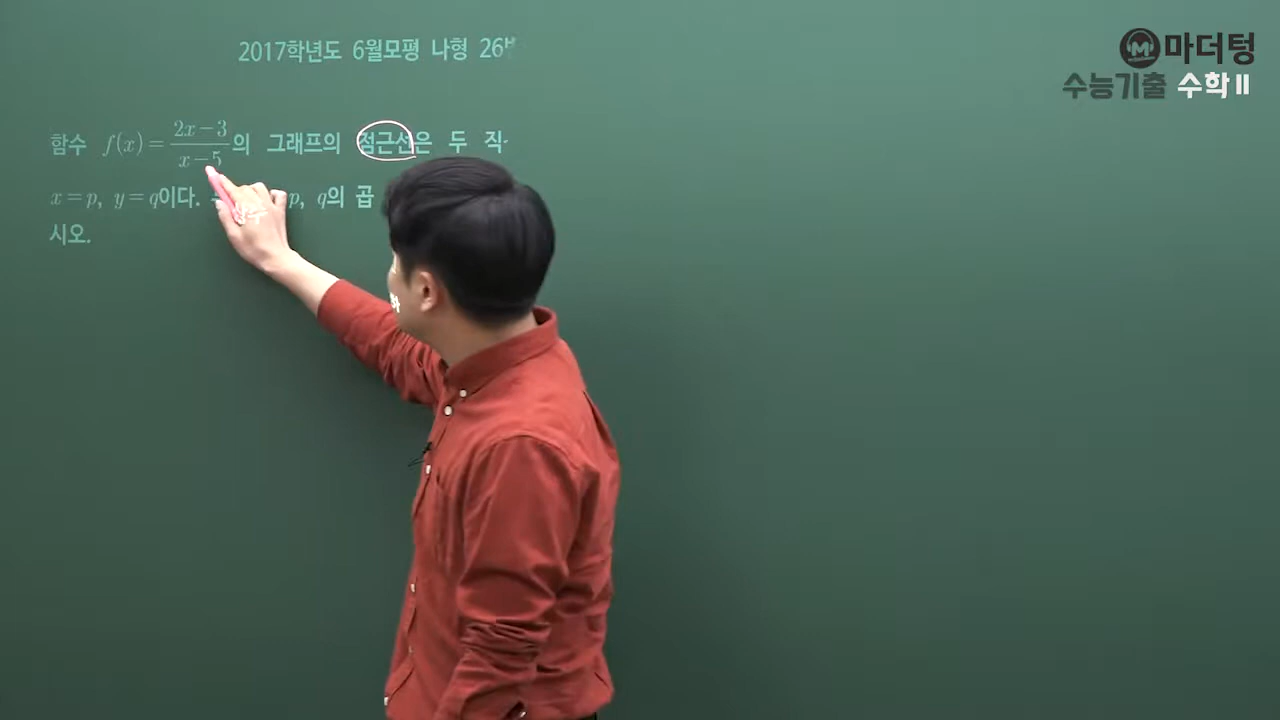 2017학년도 6월모평 나형 26
마더텅
수능기출 수학 II
함수 f(x) = \frac{2x-3}{x-5}의 그래프의 점근선은 두 직
x = p, y = q이다. p, q의 곱
시오.